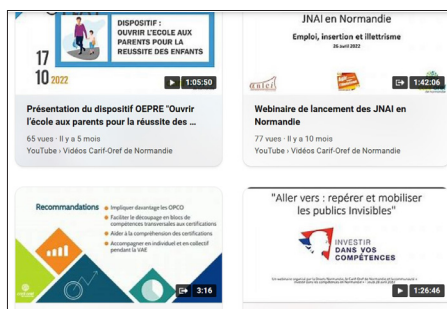 DISPOSITIF :
OUVRIR L'ECOLE AUX
PARENTS POUR LA
REUSSITE DES ENFANTS
17
10 2022
1:05:50
Présentation du dispositif OEPRE "Ouvrir
l'école aux parents pour la réussite des ...
65 vues · Il y a 5 mois
YouTube › Vidéos Carif-Oref de Normandie
JNAI en Normandie
Emploi, insertion et illettrisme
26 avril 2022
anlci
1:42:06
Webinaire de lancement des JNAI en
Normandie
77 vues · Il y a 10 mois
YouTube › Vidéos Carif-Oref de Normandie
Recommandations
Impliquer davantage les OPCO
Faciliter le découpage en blocs de
compétences transversales aux certifications
Aider à la compréhension des certifications
Accompagner en individuel et en collectif
pendant la VAE
3:16
"Aller vers : repérer et mobiliser
les publics Invisibles"
INVESTIR
DANS VOS
COMPÉTENCES
1:26:46